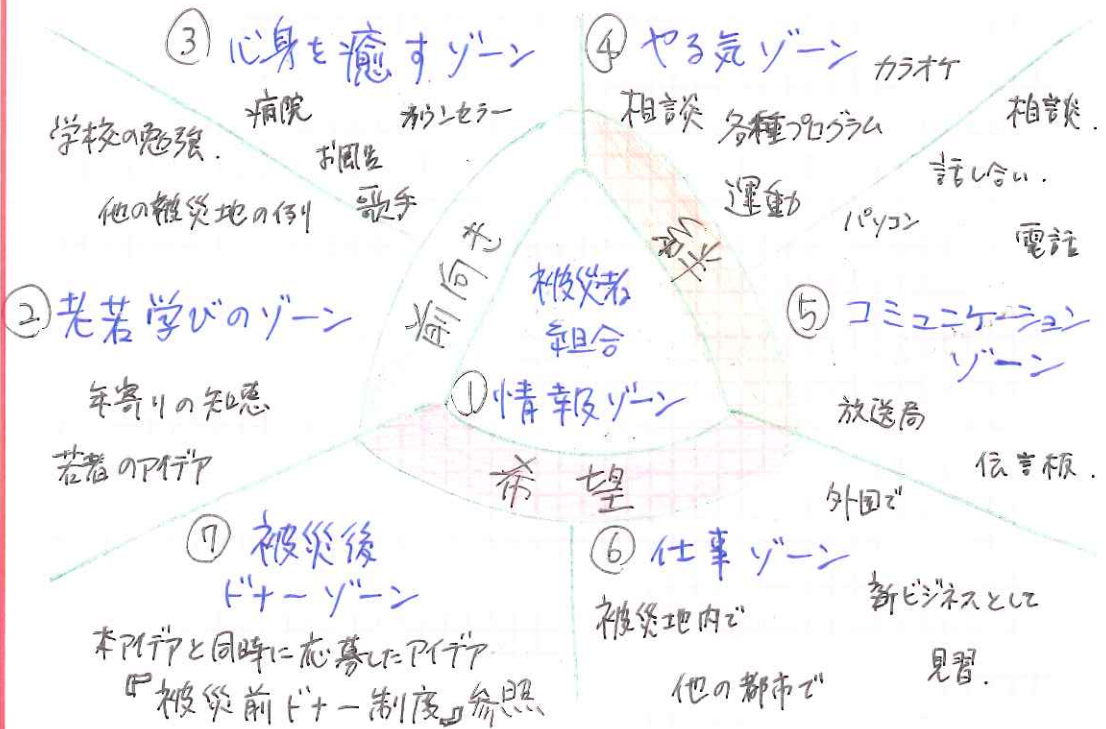 ③ 心身を癒すゾーン
病院
カウンセラー
学校の勉強.
お風呂
歌手
他の被災地の例
④ やる気ゾーン
カラオケ
相談
各種プログラム
運動
相談.
話し合い.
パソコン
電話
前向き
被災者
組合
① 情報ゾーン
希望
② 老若学びのゾーン
年寄りの知恵
若者のアイデア
⑤ コミュニケーション
ゾーン
放送局
伝言板.
⑦ 被災後
ドナーゾーン
本アイデアと同時に応募したアイデア
『被災前ドナー制度』参照
⑥ 仕事ゾーン
外国で
被災地内で
新ビジネスとして
他の都市で
見習.